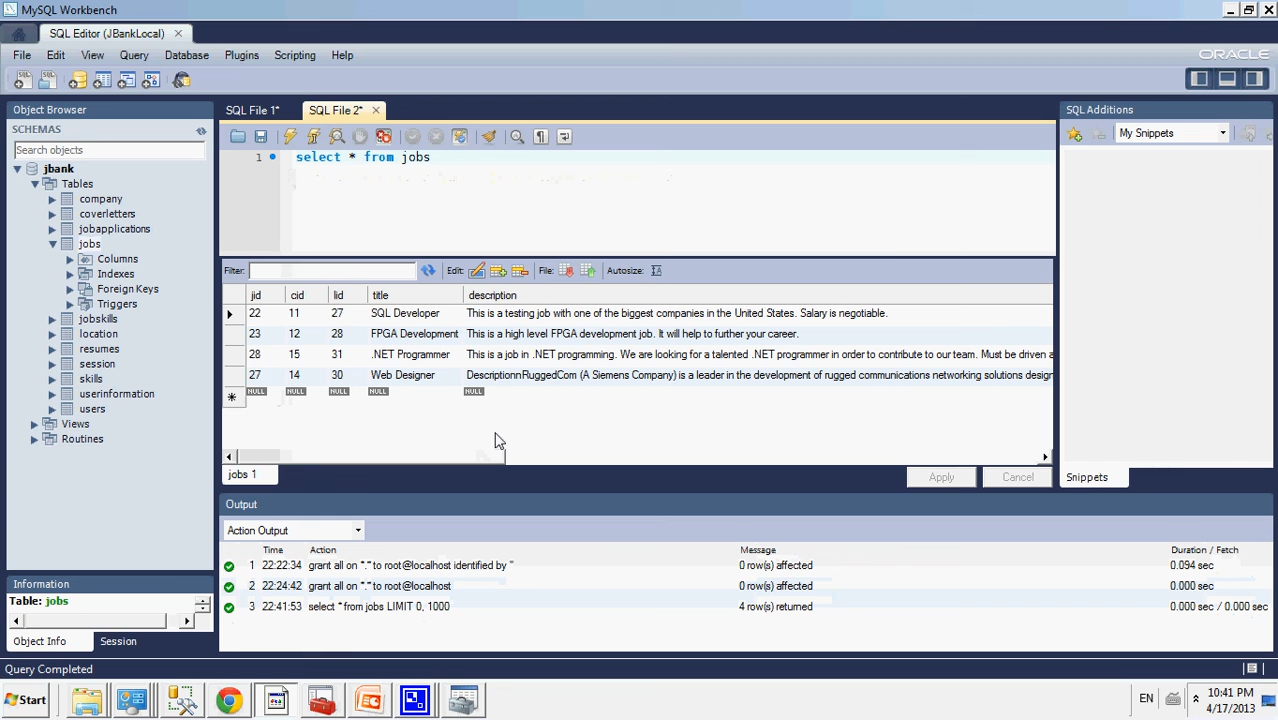 MySQL Workbench
SQL Editor (JBankLocal)
File Edit View Query Database Plugins Scripting Help
ORACLE
Object Browser
SCHEMAS
Search objects
jbank
Tables
company
coverletters
jobapplications
jobs
Columns
Indexes
Foreign Keys
Triggers
jobskills
location
resumes
session
skills
userinformation
users
Views
Routines
Information
Table: jobs
Object Info Session
SQL File 1* SQL File 2*
1 select * from jobs
Filter: Edit: File: Autosize:
jid cid lid title description
22 11 27 SQL Developer This is a testing job with one of the biggest companies in the United States. Salary is negotiable.
23 12 28 FPGA Development This is a high level FPGA development job. It will help to further your career.
28 15 31 .NET Programmer This is a job in .NET programming. We are looking for a talented .NET programmer in order to contribute to our team. Must be driven a
27 14 30 Web Designer DescriptionnRuggedCom (A Siemens Company) is a leader in the development of rugged communications networking solutions design
NULL NULL NULL NULL NULL
jobs 1
Apply Cancel
SQL Additions
My Snippets
Snippets
Output
Action Output
Time Action Message Duration / Fetch
1 22:22:34 grant all on *.* to root@localhost identified by '' 0 row(s) affected 0.094 sec
2 22:24:42 grant all on *.* to root@localhost 0 row(s) affected 0.000 sec
3 22:41:53 select * from jobs LIMIT 0, 1000 4 row(s) returned 0.000 sec / 0.000 sec
Query Completed
Start
EN
10:41 PM
4/17/2013